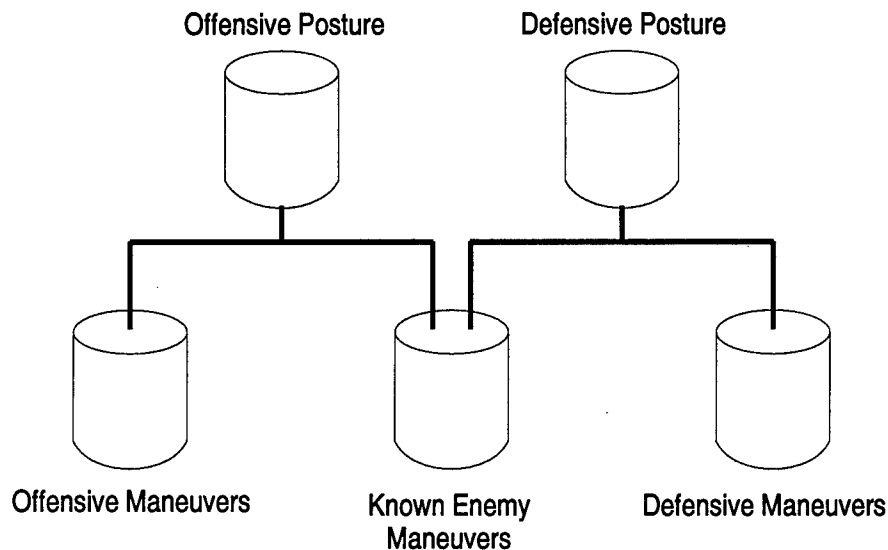 Offensive Posture
Defensive Posture
Offensive Maneuvers
Known Enemy
Maneuvers
Defensive Maneuvers